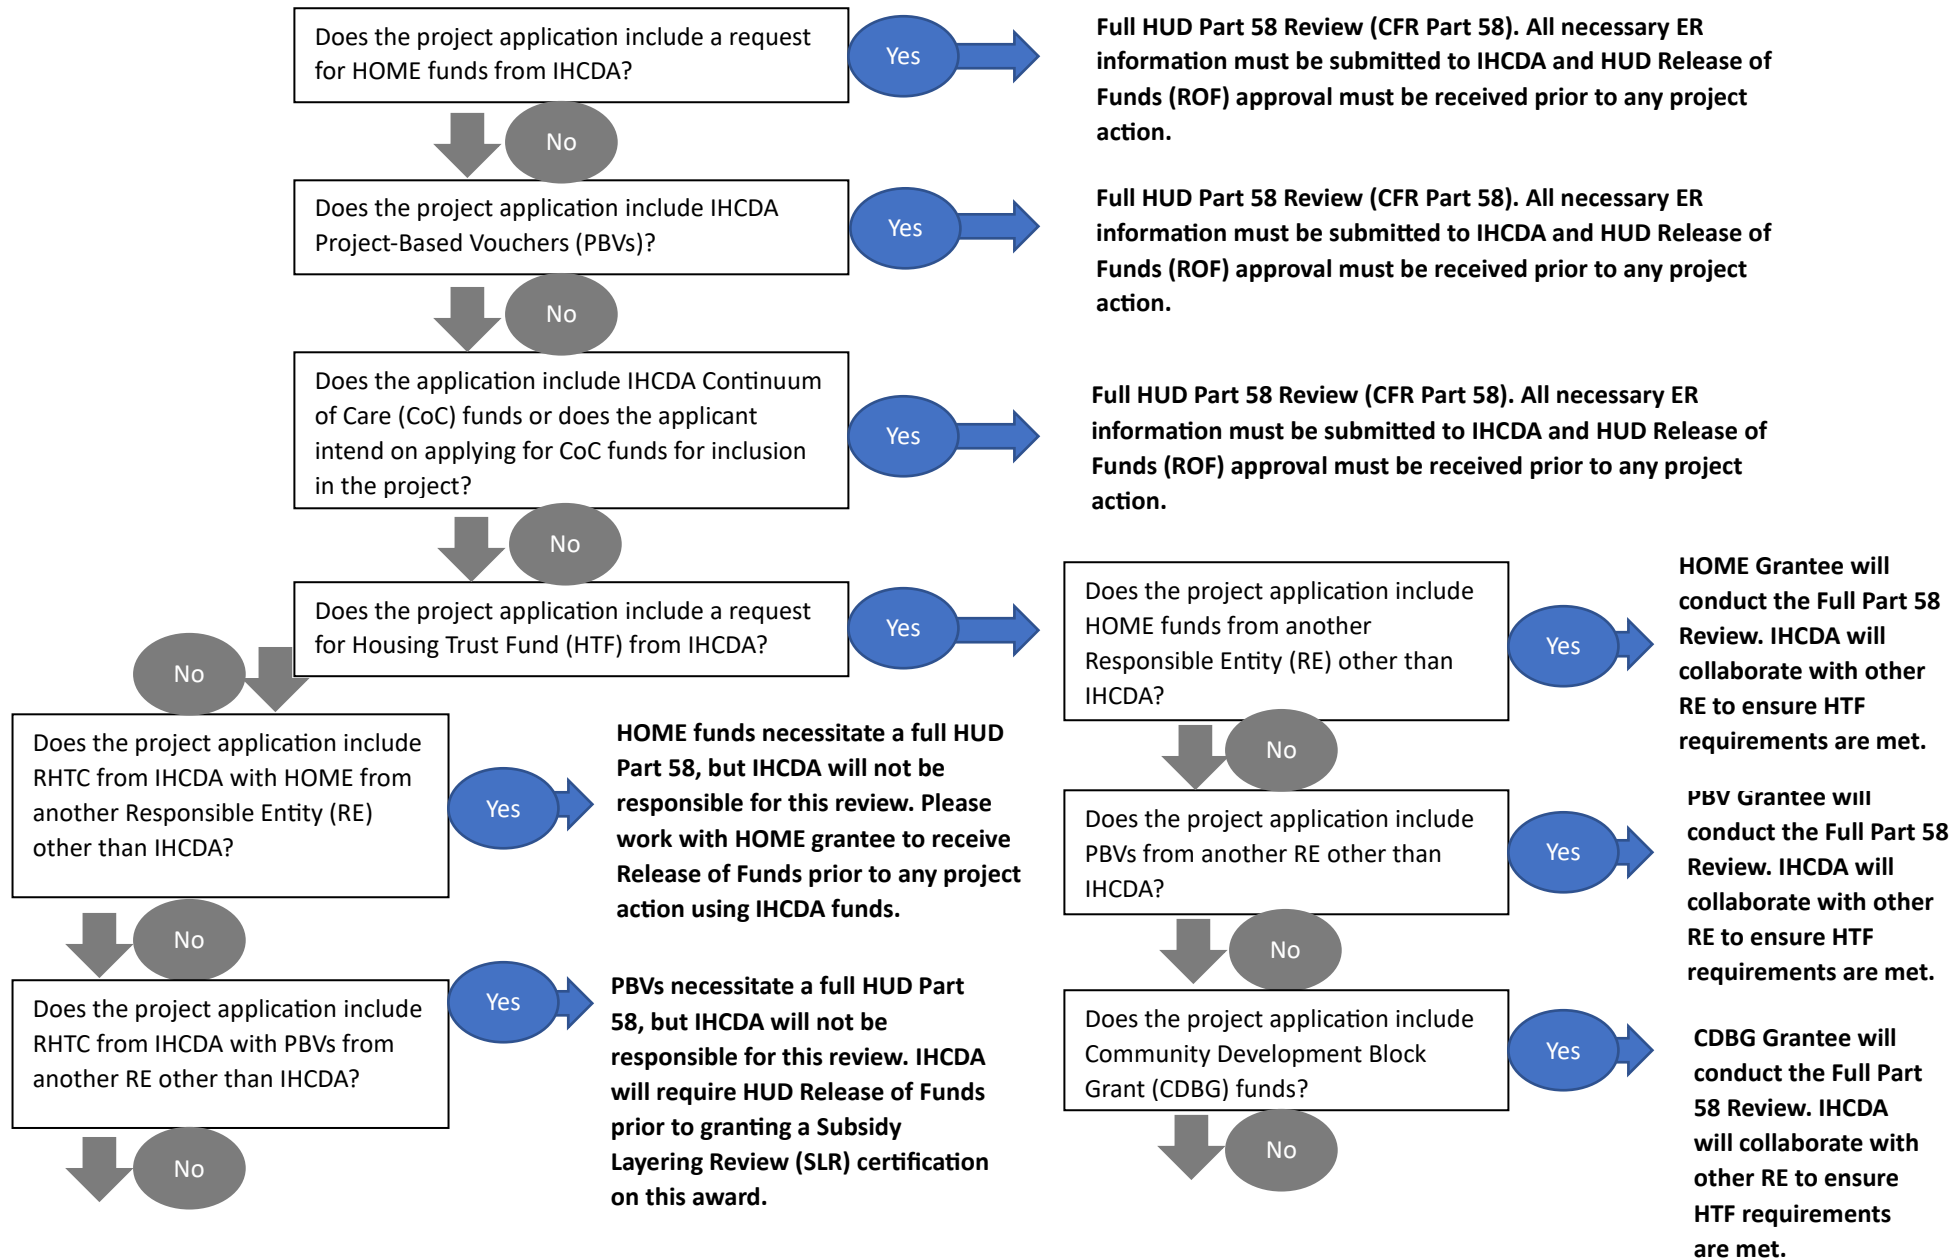 Does the project application include a request
for HOME funds from IHCDA?
Yes
Full HUD Part 58 Review (CFR Part 58). All necessary ER
information must be submitted to IHCDA and HUD Release of
Funds (ROF) approval must be received prior to any project
action.
No
Does the project application include IHCDA
Project-Based Vouchers (PBVs)?
Yes
Full HUD Part 58 Review (CFR Part 58). All necessary ER
information must be submitted to IHCDA and HUD Release of
Funds (ROF) approval must be received prior to any project
action.
No
Does the application include IHCDA Continuum
of Care (CoC) funds or does the applicant
intend on applying for CoC funds for inclusion
in the project?
Yes
Full HUD Part 58 Review (CFR Part 58). All necessary ER
information must be submitted to IHCDA and HUD Release of
Funds (ROF) approval must be received prior to any project
action.
No
Does the project application include a request
for Housing Trust Fund (HTF) from IHCDA?
Yes
Does the project application include
HOME funds from another
Responsible Entity (RE) other than
IHCDA?
Yes
HOME Grantee will
conduct the Full Part 58
Review. IHCDA will
collaborate with other
RE to ensure HTF
requirements are met.
No
Does the project application include
RHTC from IHCDA with HOME from
another Responsible Entity (RE)
other than IHCDA?
Yes
HOME funds necessitate a full HUD
Part 58, but IHCDA will not be
responsible for this review. Please
work with HOME grantee to receive
Release of Funds prior to any project
action using IHCDA funds.
No
Does the project application include
PBVs from another RE other than
IHCDA?
Yes
PBV Grantee will
conduct the Full Part 58
Review. IHCDA will
collaborate with other
RE to ensure HTF
requirements are met.
No
Does the project application include
RHTC from IHCDA with PBVs from
another RE other than IHCDA?
Yes
PBVs necessitate a full HUD Part
58, but IHCDA will not be
responsible for this review. IHCDA
will require HUD Release of Funds
prior to granting a Subsidy
Layering Review (SLR) certification
on this award.
No
No
Does the project application include
Community Development Block
Grant (CDBG) funds?
Yes
CDBG Grantee will
conduct the Full Part
58 Review. IHCDA
will collaborate with
other RE to ensure
HTF requirements
are met.
No